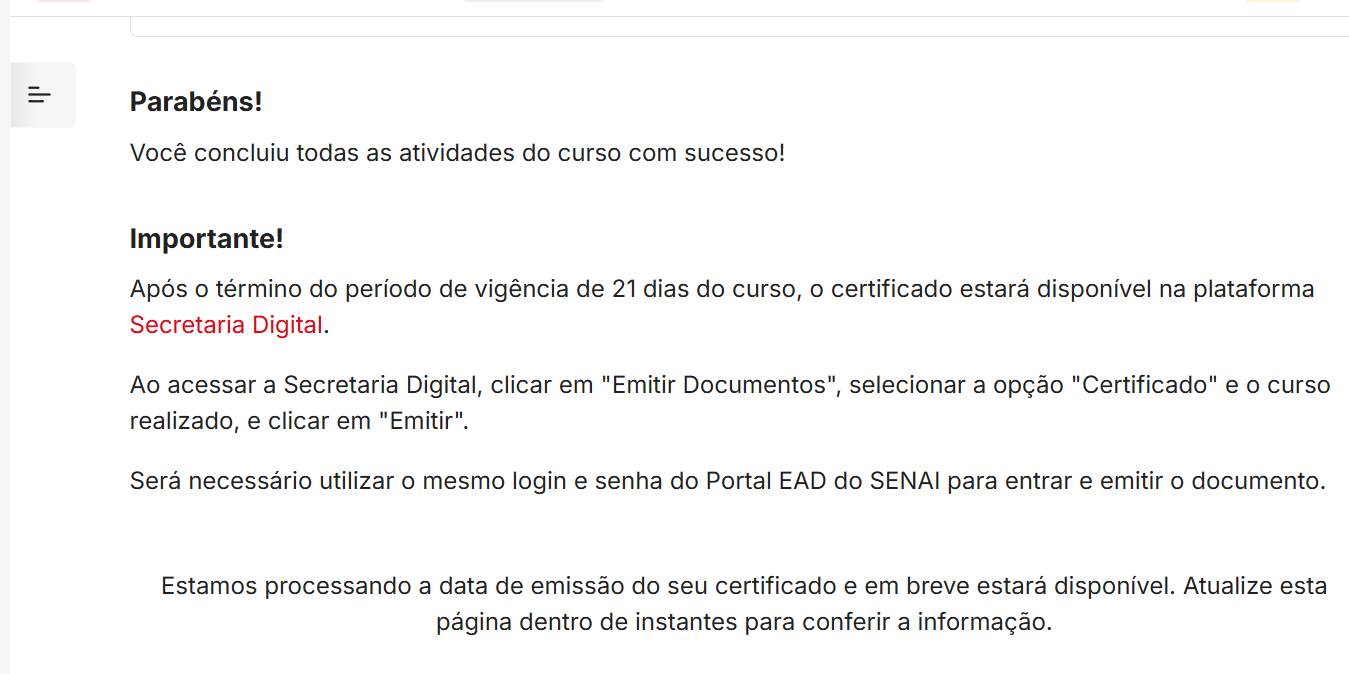 Parabéns!
Você concluiu todas as atividades do curso com sucesso!
Importante!
Após o término do período de vigência de 21 dias do curso, o certificado estará disponível na plataforma
Secretaria Digital.
Ao acessar a Secretaria Digital, clicar em "Emitir Documentos", selecionar a opção "Certificado" e o curso
realizado, e clicar em "Emitir".
Será necessário utilizar o mesmo login e senha do Portal EAD do SENAI para entrar e emitir o documento.
Estamos processando a data de emissão do seu certificado e em breve estará disponível. Atualize esta
página dentro de instantes para conferir a informação.